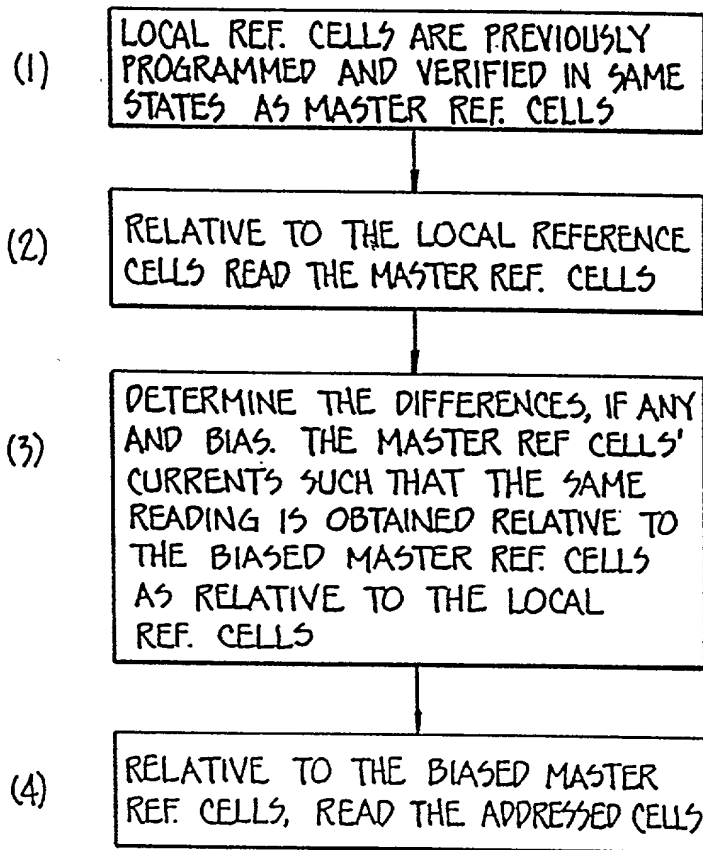 (1)
LOCAL REF. CELLS ARE PREVIOUSLY
PROGRAMMED AND VERIFIED IN SAME
STATES AS MASTER REF. CELLS
(2)
RELATIVE TO THE LOCAL REFERENCE
CELLS READ THE MASTER REF. CELLS
(3)
DETERMINE THE DIFFERENCES, IF ANY
AND BIAS. THE MASTER REF CELLS'
CURRENTS SUCH THAT THE SAME
READING IS OBTAINED RELATIVE TO
THE BIASED MASTER REF. CELLS
AS RELATIVE TO THE LOCAL
REF. CELLS
(4)
RELATIVE TO THE BIASED MASTER
REF. CELLS, READ THE ADDRESSED CELLS